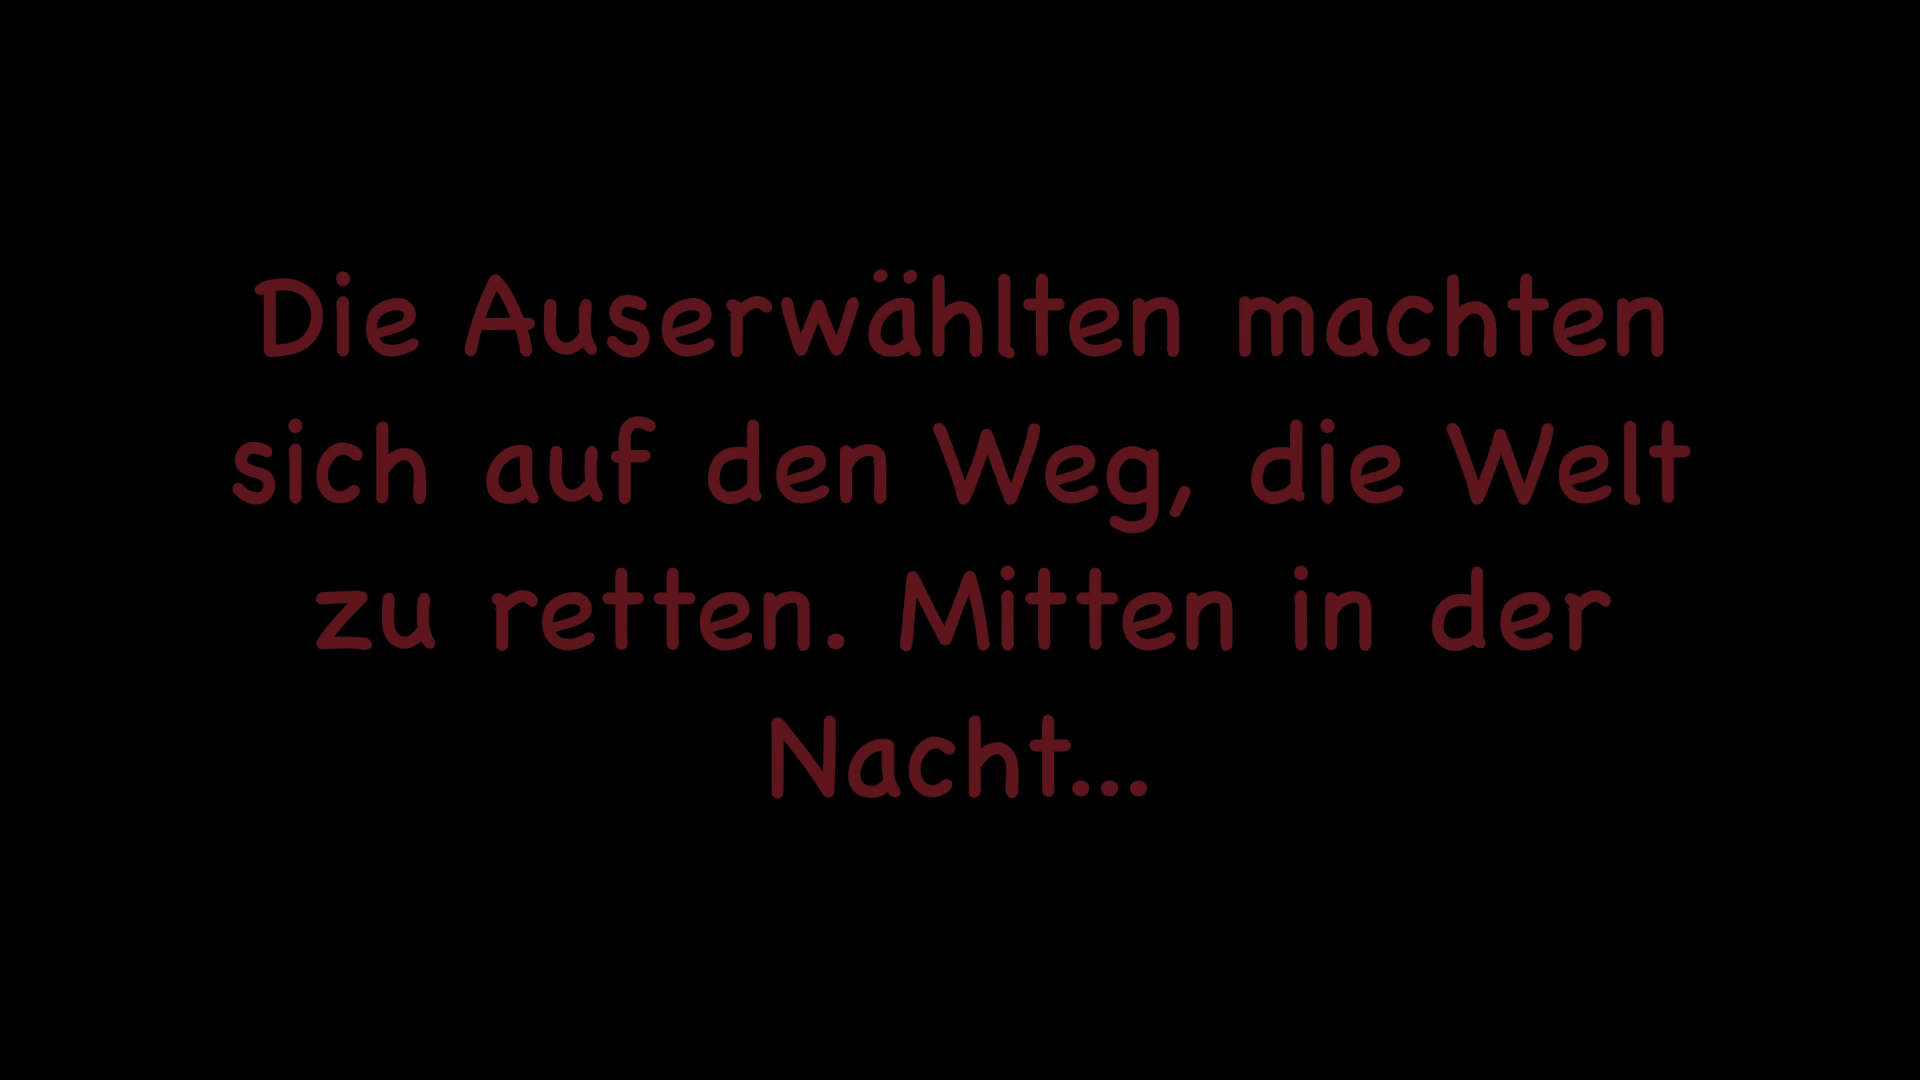 Die Auserwählten machten
sich auf den Weg, die Welt
zu retten. Mitten in der
Nacht...